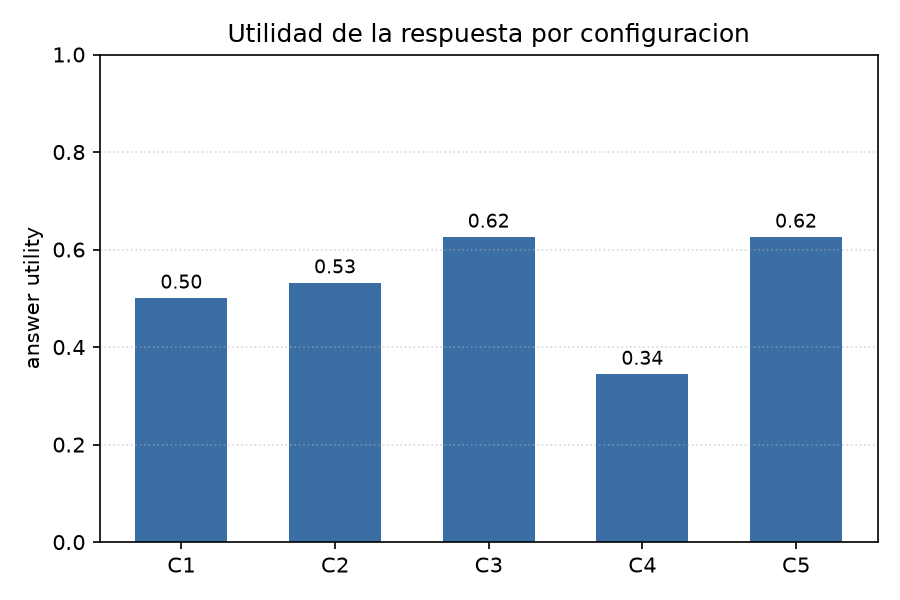 Utilidad de la respuesta por configuracion
answer utility
1.0
0.8
0.6
0.4
0.2
0.0
0.50
0.53
0.62
0.34
0.62
C1
C2
C3
C4
C5